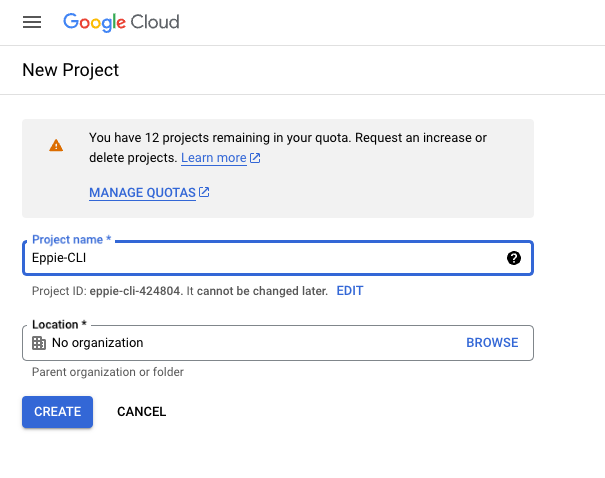 Google Cloud
New Project
You have 12 projects remaining in your quota. Request an increase or
delete projects. Learn more
MANAGE QUOTAS
Project name *
Eppie-CLI
Project ID: eppie-cli-424804. It cannot be changed later. EDIT
Location *
No organization BROWSE
Parent organization or folder
CREATE CANCEL